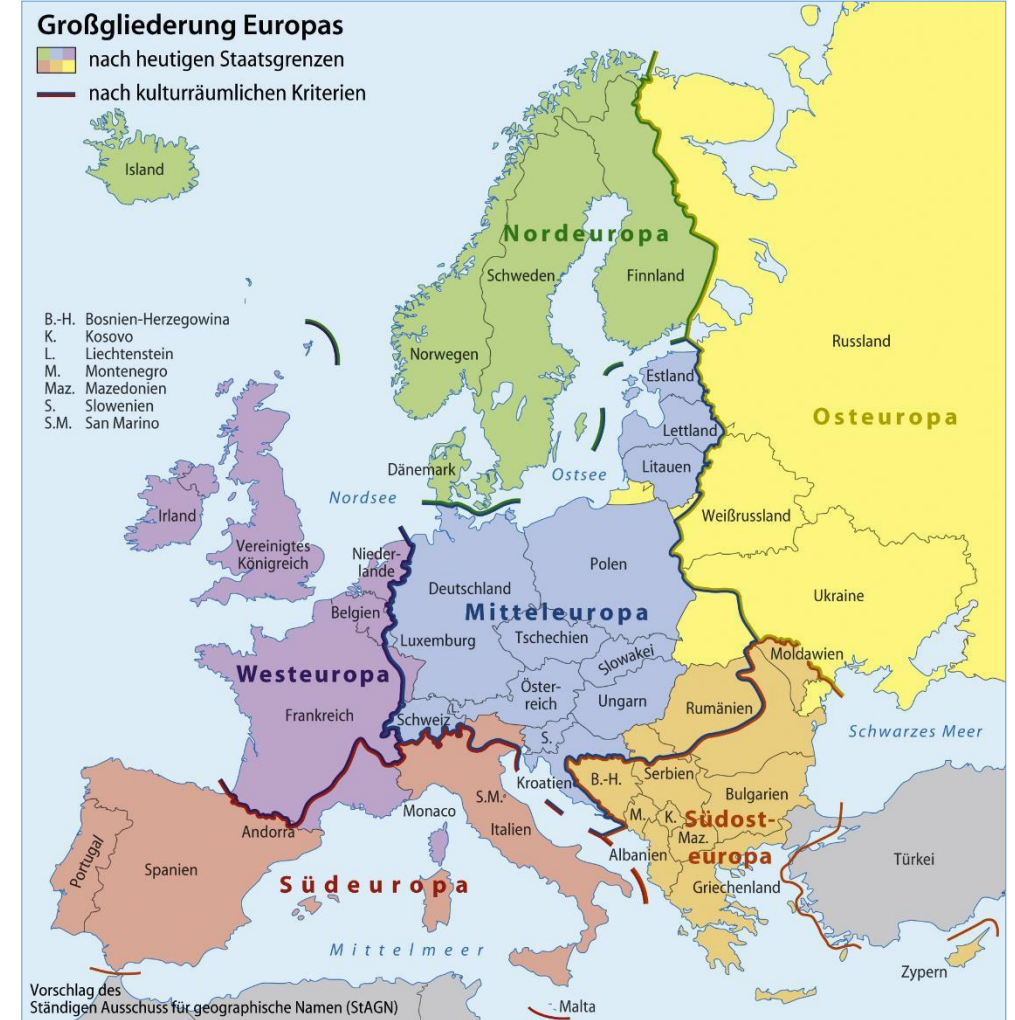 Großgliederung Europas
nach heutigen Staatsgrenzen
nach kulturräumlichen Kriterien
Island
Nordeuropa
Schweden
Finnland
B.-H. Bosnien-Herzegowina
K. Kosovo
L. Liechtenstein
M. Montenegro
Maz. Mazedonien
S. Slowenien
S.M. San Marino
Norwegen
Russland
Estland
Osteuropa
Lettland
Dänemark
Ostsee
Litauen
Nordsee
Irland
Weißrussland
Vereinigtes
Königreich
Nieder-
lande
Polen
Deutschland
Ukraine
Belgien
Mitteleuropa
Luxemburg
Tschechien
Slowakei
Moldawien
Westeuropa
Öster-
reich
Ungarn
Rumänien
Frankreich
Schweiz
L.
S.
Schwarzes Meer
Kroatien
B.-H.
Serbien
Monaco
S.M.
Bulgarien
Andorra
Italien
M.
K.
Südost-
europa
Maz.
Portugal
Spanien
Albanien
Türkei
Südeuropa
Griechenland
Mittelmeer
Zypern
Vorschlag des
Ständigen Ausschuss für geographische Namen (StAGN)
Malta